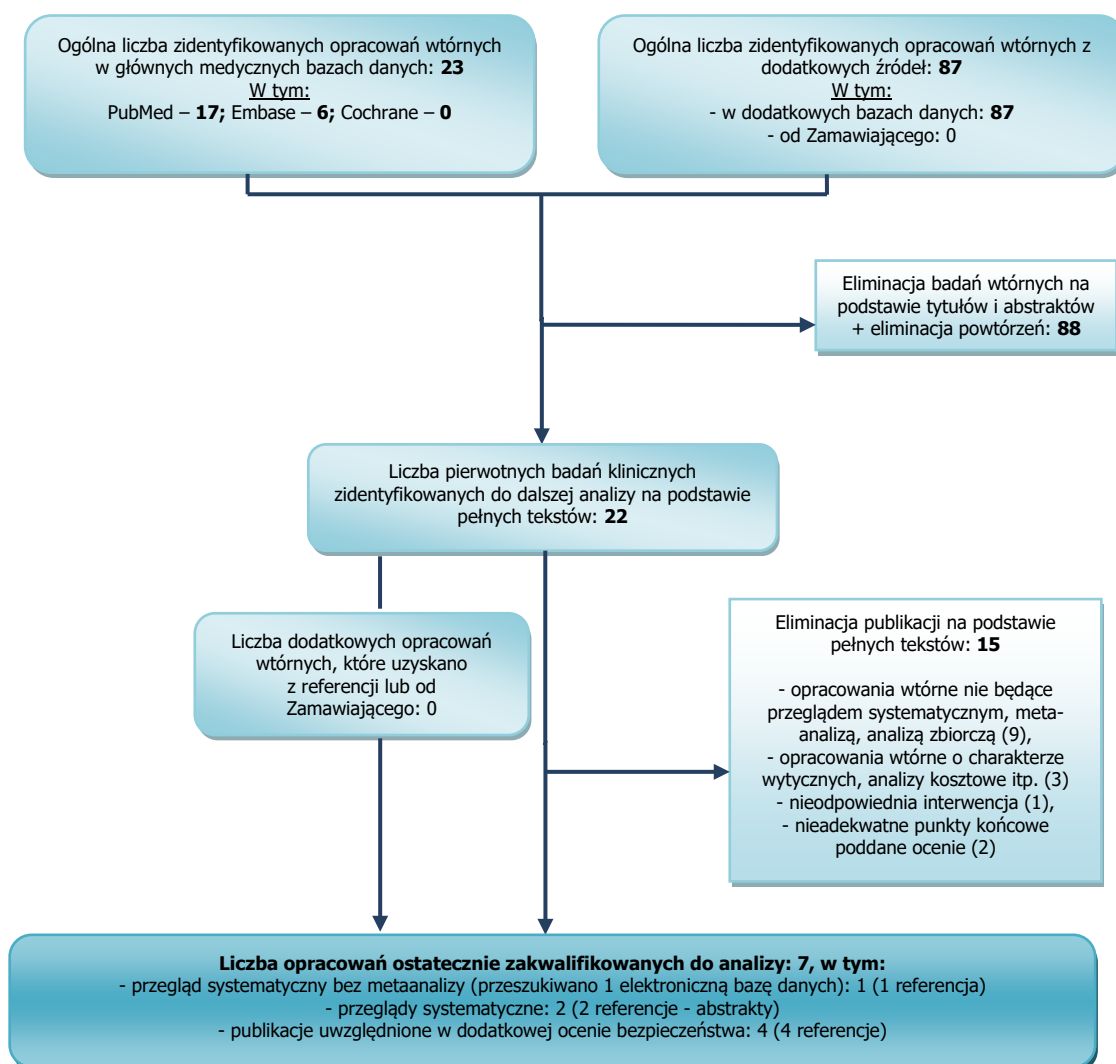 Ogólna liczba zidentyfikowanych opracowań wtórnych
w głównych medycznych bazach danych: 23
W tym:
PubMed – 17; Embase – 6; Cochrane – 0
Ogólna liczba zidentyfikowanych opracowań wtórnych z
dodatkowych źródeł: 87
W tym:
- w dodatkowych bazach danych: 87
- od Zamawiającego: 0
Eliminacja badań wtórnych na
podstawie tytułów i abstraktów
+ eliminacja powtórzeń: 88
Liczba pierwotnych badań klinicznych
zidentyfikowanych do dalszej analizy na podstawie
pełnych tekstów: 22
Liczba dodatkowych opracowań
wtórnych, które uzyskano
z referencji lub od
Zamawiającego: 0
Eliminacja publikacji na podstawie
pełnych tekstów: 15
- opracowania wtórne nie będące
przeglądem systematycznym, meta-
analizą, analizą zbiorczą (9),
- opracowania wtórne o charakterze
wytycznych, analizy kosztowe itp. (3)
- nieodpowiednia interwencja (1),
- nieadekwatne punkty końcowe
poddane ocenie (2)
Liczba opracowań ostatecznie zakwalifikowanych do analizy: 7, w tym:
- przegląd systematyczny bez metaanalizy (przeszukiwano 1 elektroniczną bazę danych): 1 (1 referencja)
- przeglądy systematyczne: 2 (2 referencje - abstrakty)
- publikacje uwzględnione w dodatkowej ocenie bezpieczeństwa: 4 (4 referencje)